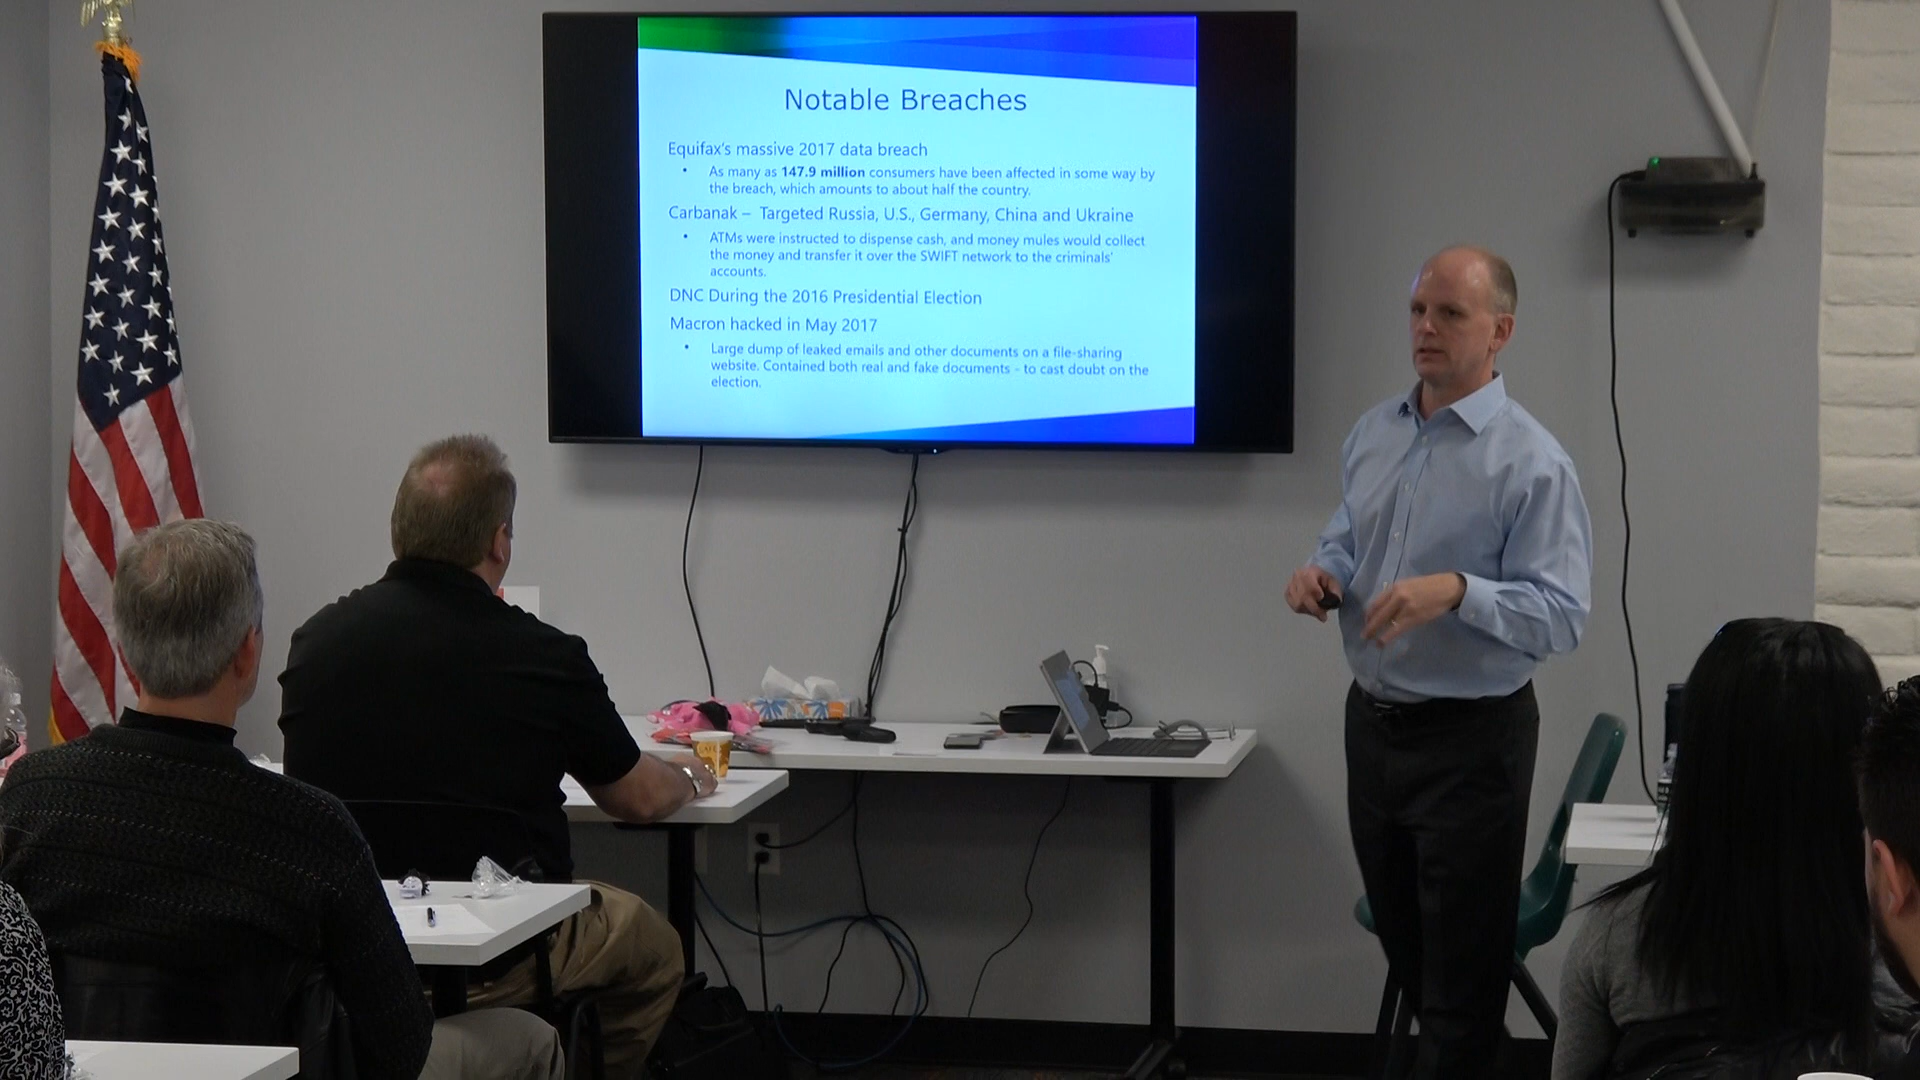 Notable Breaches
Equifax's massive 2017 data breach
• As many as 147.9 million consumers have been affected in some way by
the breach, which amounts to about half the country.
Carbanak – Targeted Russia, U.S., Germany, China and Ukraine
• ATMs were instructed to dispense cash, and money mules would collect
the money and transfer it over the SWIFT network to the criminals'
accounts.
DNC During the 2016 Presidential Election
Macron hacked in May 2017
• Large dump of leaked emails and other documents on a file-sharing
website. Contained both real and fake documents - to cast doubt on the
election.